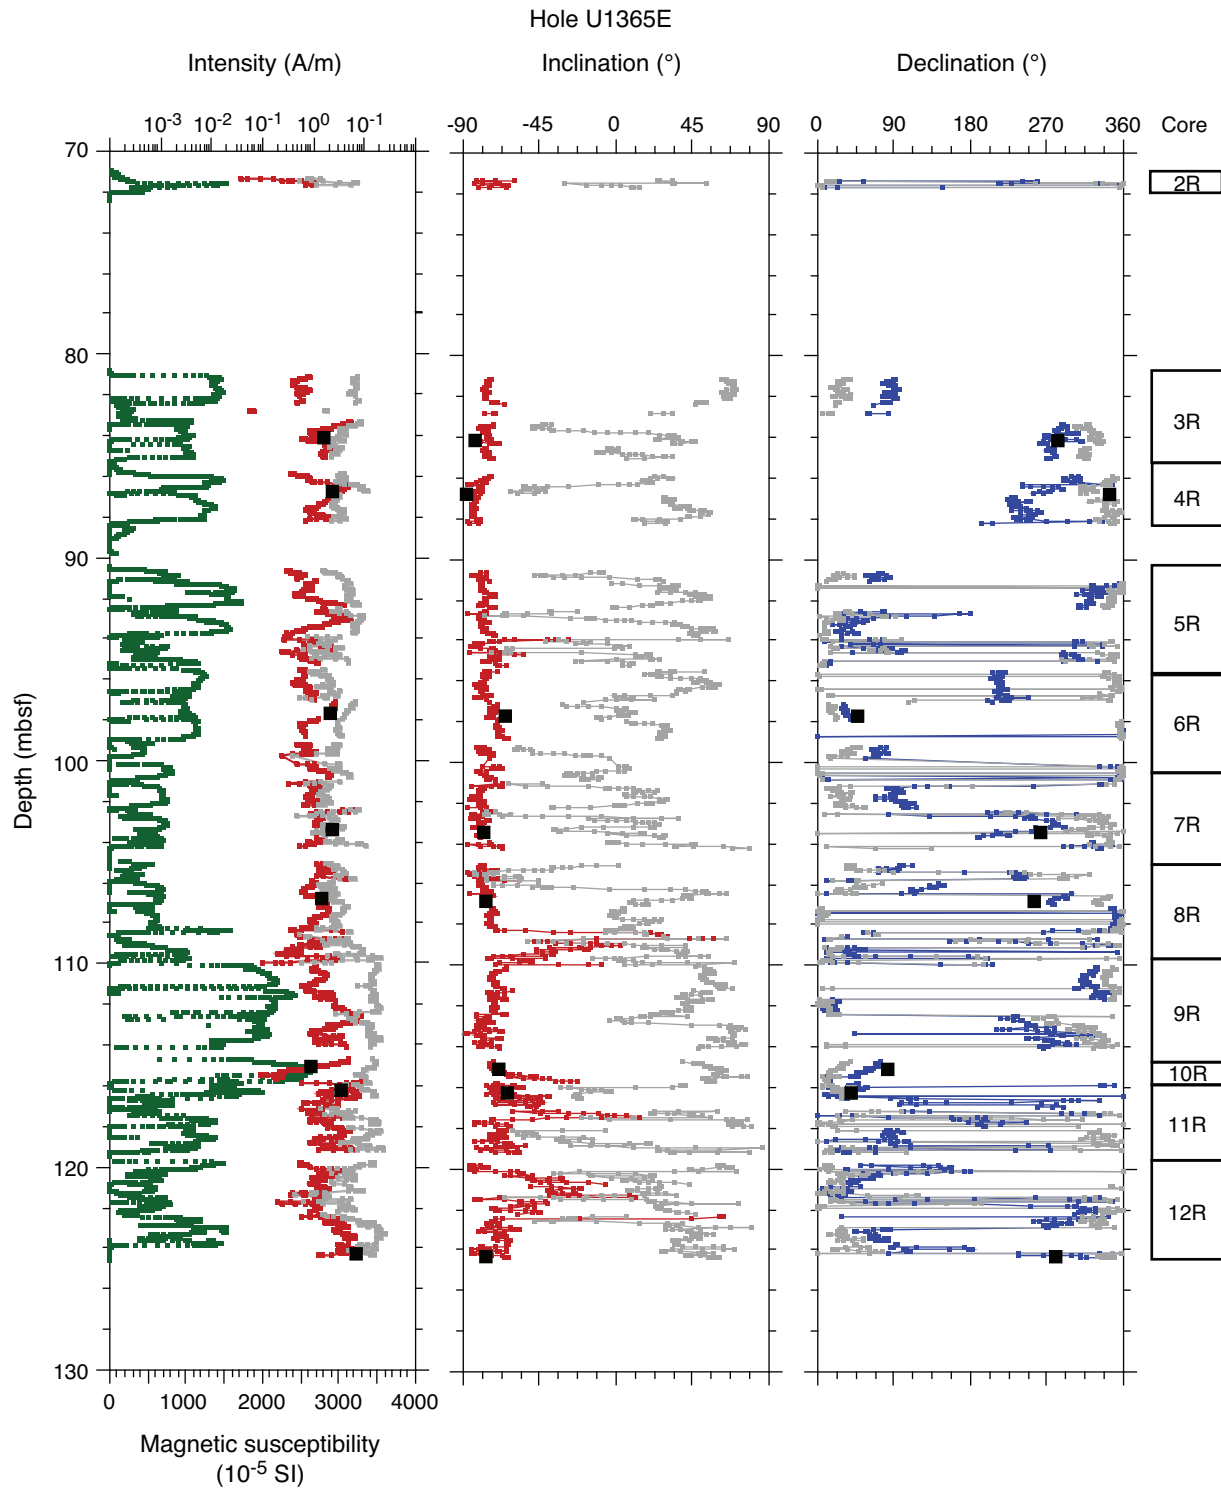 Hole U1365E
Intensity (A/m) Inclination (°) Declination (°)
10-3 10-2 10-1 100 10-1 -90 -45 0 45 90 0 90 180 270 360 Core
70
2R
80
3R
4R
90
5R
6R
100
7R
8R
110
9R
10R
11R
120
12R
130
Depth (mbsf)
0 1000 2000 3000 4000
Magnetic susceptibility
(10-5 SI)